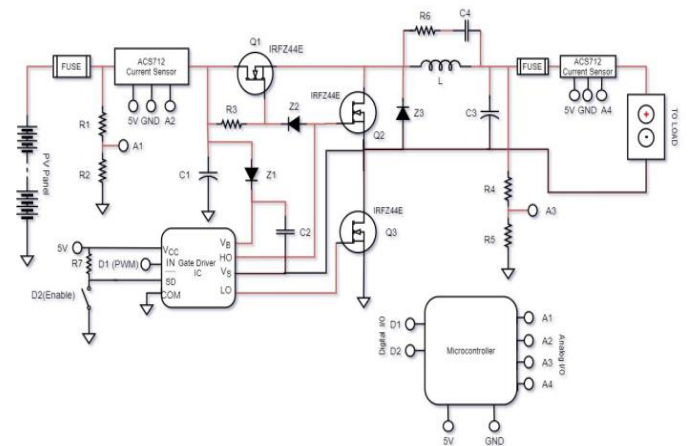 R6
C4
Q1
IRFZ44E
FUSE
ACS712
Current Sensor
L
FUSE
ACS712
Current Sensor
5V GND A2
R3
Z2
IRFZ44E
Q2
Z3
C3
5V GND A4
TO LOAD
R1
A1
R2
PV Panel
C1
Z1
C2
IRFZ44E
Q3
R4
A3
R5
5V
R7
D1 (PWM)
D2(Enable)
VCC
IN
SD
COM
Gate Driver
IC
VB
HO
VS
LO
Digital I/O
D1
D2
Microcontroller
A1
A2
A3
A4
Analog I/O
5V
GND